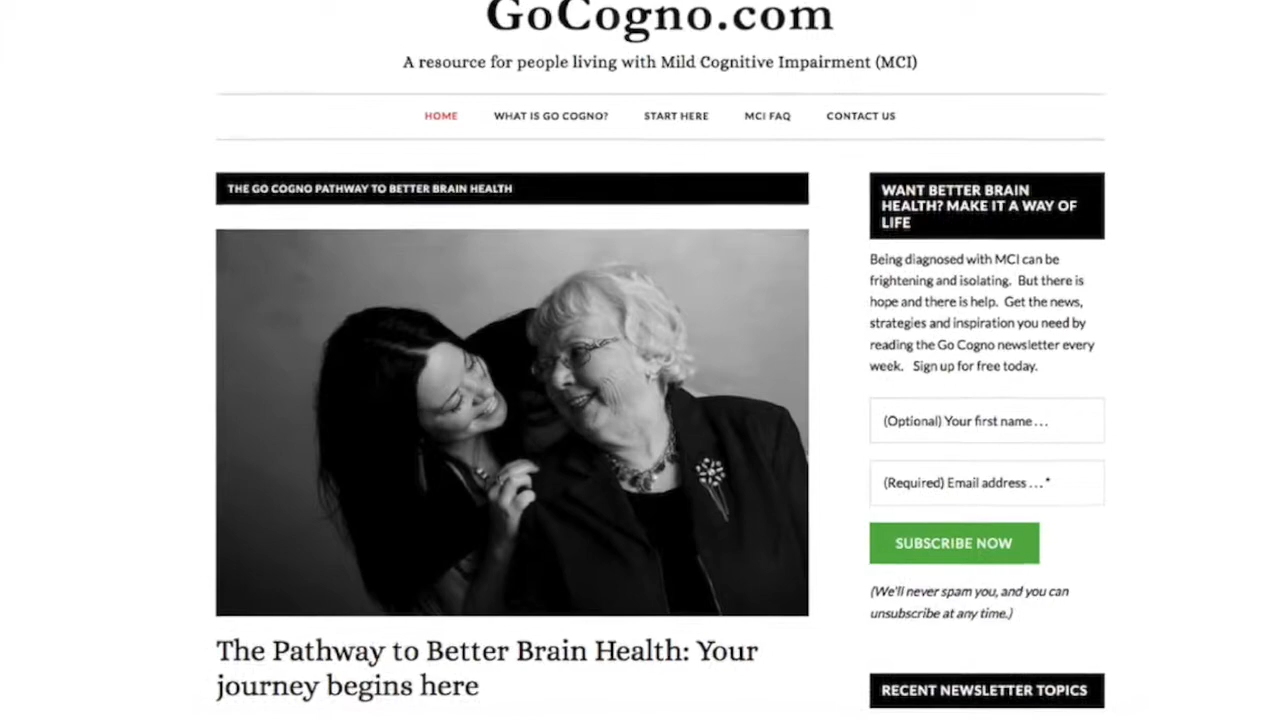 GoCogno.com
A resource for people living with Mild Cognitive Impairment (MCI)
HOME WHAT IS GO COGNO? START HERE MCI FAQ CONTACT US
THE GO COGNO PATHWAY TO BETTER BRAIN HEALTH
The Pathway to Better Brain Health: Your
journey begins here
WANT BETTER BRAIN
HEALTH? MAKE IT A WAY OF
LIFE
Being diagnosed with MCI can be
frightening and isolating. But there is
hope and there is help. Get the news,
strategies and inspiration you need by
reading the Go Cogno newsletter every
week. Sign up for free today.
(Optional) Your first name . . .
(Required) Email address . . . *
SUBSCRIBE NOW
(We'll never spam you, and you can
unsubscribe at any time.)
RECENT NEWSLETTER TOPICS